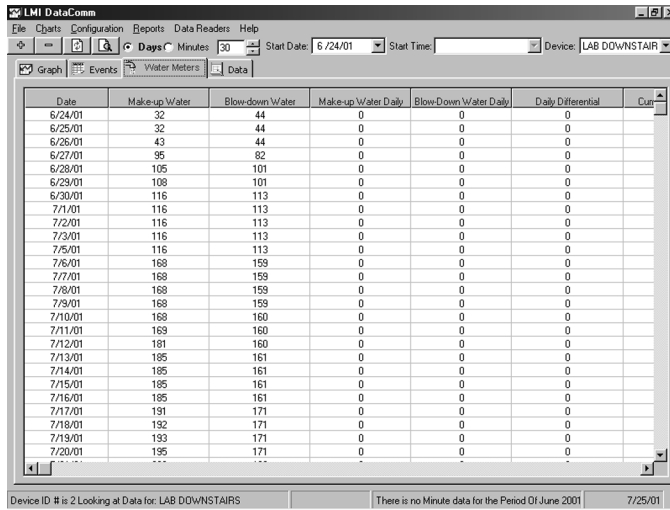 LMI DataComm
File Charts Configuration Reports Data Readers Help
Days Minutes 30 Start Date: 6 /24/01 Start Time: Device: LAB DOWNSTAIR
Graph Events Water Meters Data
Date Make-up Water Blow-down Water Make-up Water Daily Blow-Down Water Daily Daily Differential
6/24/01 32 44 0 0 0
6/25/01 32 44 0 0 0
6/26/01 43 44 0 0 0
6/27/01 95 82 0 0 0
6/28/01 105 101 0 0 0
6/29/01 108 101 0 0 0
6/30/01 116 113 0 0 0
7/1/01 116 113 0 0 0
7/2/01 116 113 0 0 0
7/3/01 116 113 0 0 0
7/5/01 116 113 0 0 0
7/6/01 168 159 0 0 0
7/7/01 168 159 0 0 0
7/8/01 168 159 0 0 0
7/9/01 168 159 0 0 0
7/10/01 168 160 0 0 0
7/11/01 169 160 0 0 0
7/12/01 181 160 0 0 0
7/13/01 185 161 0 0 0
7/14/01 185 161 0 0 0
7/15/01 185 161 0 0 0
7/16/01 185 161 0 0 0
7/17/01 191 171 0 0 0
7/18/01 192 171 0 0 0
7/19/01 193 171 0 0 0
7/20/01 195 171 0 0 0
Device ID # is 2 Looking at Data for: LAB DOWNSTAIRS There is no Minute data for the Period Of June 2001 7/25/01